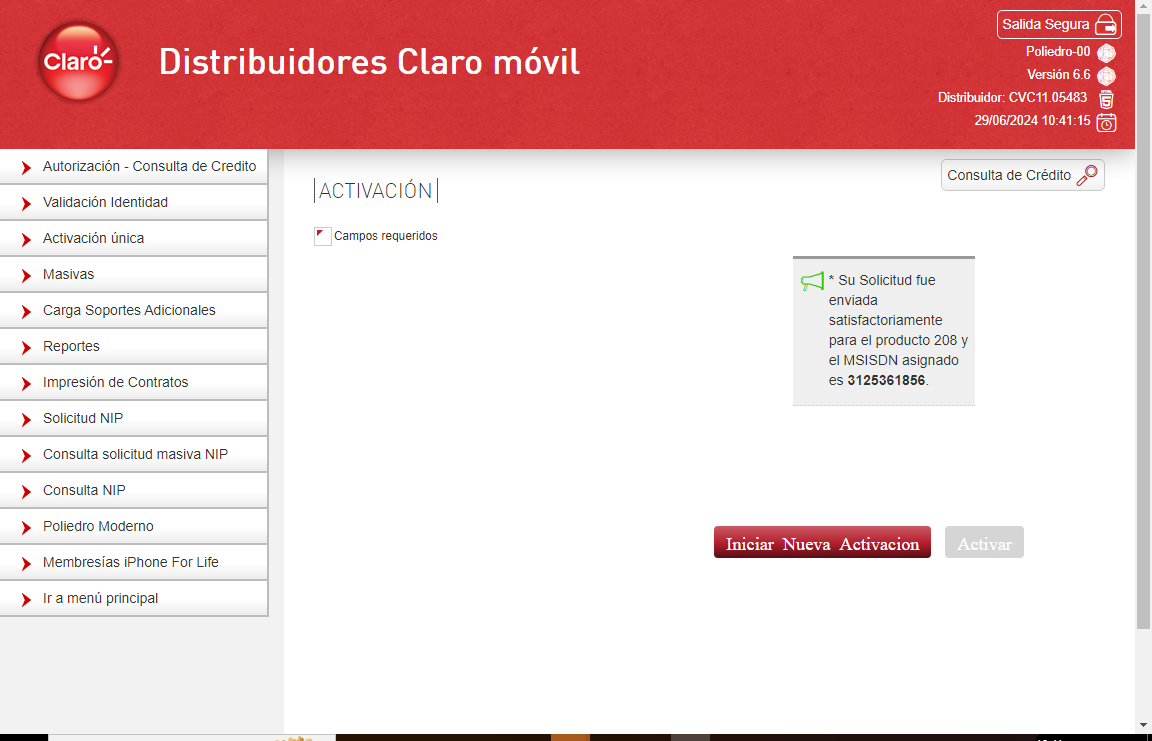 Claro
Distribuidores Claro móvil
Salida Segura
Poliedro-00
Versión 6.6
Distribuidor: CVC11.05483
29/06/2024 10:41:15
Autorización - Consulta de Credito
Validación Identidad
Activación única
Masivas
Carga Soportes Adicionales
Reportes
Impresión de Contratos
Solicitud NIP
Consulta solicitud masiva NIP
Consulta NIP
Poliedro Moderno
Membresías iPhone For Life
Ir a menú principal
Consulta de Crédito
|ACTIVACIÓN|
Campos requeridos
* Su Solicitud fue
enviada
satisfactoriamente
para el producto 208 y
el MSISDN asignado
es 3125361856.
Iniciar Nueva Activacion
Activar